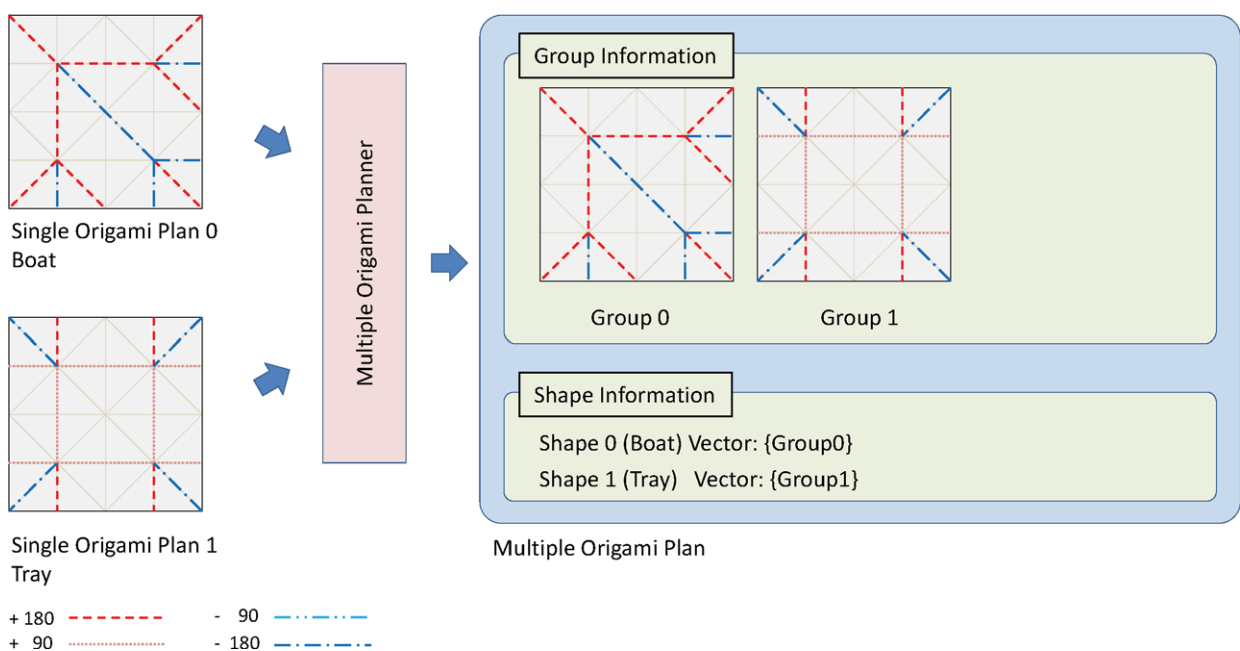 Single Origami Plan 0
Boat
Single Origami Plan 1
Tray
+ 180
- 90
+ 90
- 180
Multiple Origami Planner
Group Information
Group 0
Group 1
Shape Information
Shape 0 (Boat) Vector: {Group0}
Shape 1 (Tray) Vector: {Group1}
Multiple Origami Plan